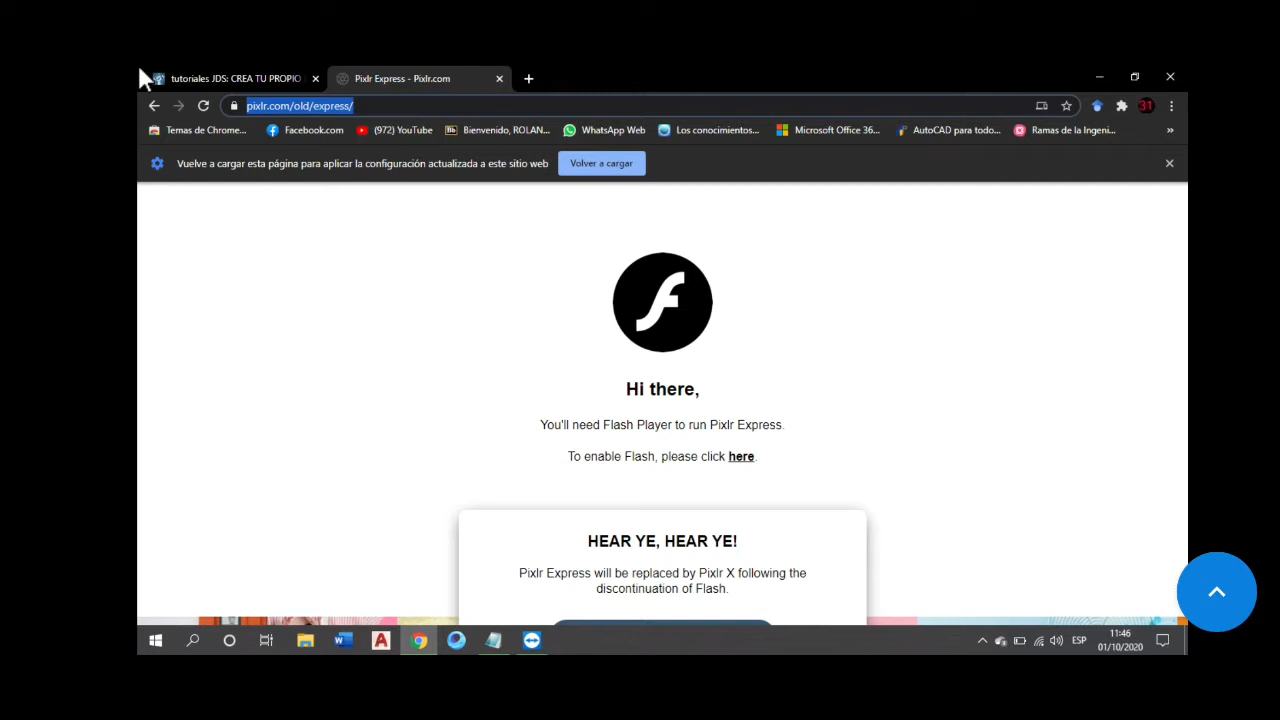 tutoriales JDS: CREA TU PROPIO
Pixlr Express - Pixlr.com
pixlr.com/old/express/
31
Temas de Chrome...
Facebook.com
(972) YouTube
Bb
Bienvenido, ROLAN...
WhatsApp Web
Los conocimientos...
Microsoft Office 36...
AutoCAD para todo...
Ramas de la Ingeni...
»
Vuelve a cargar esta página para aplicar la configuración actualizada a este sitio web
Volver a cargar
Hi there,
You'll need Flash Player to run Pixlr Express.
To enable Flash, please click here.
HEAR YE, HEAR YE!
Pixlr Express will be replaced by Pixlr X following the
discontinuation of Flash.
ESP
11:46
01/10/2020